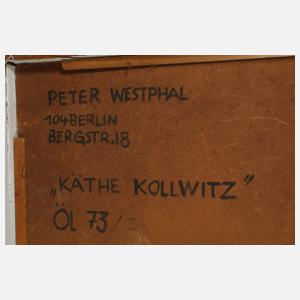 PETER WESTPHAL
104 BERLIN
BERGSTR.18
„KÄTHE KOLLWITZ”
Öl 73/